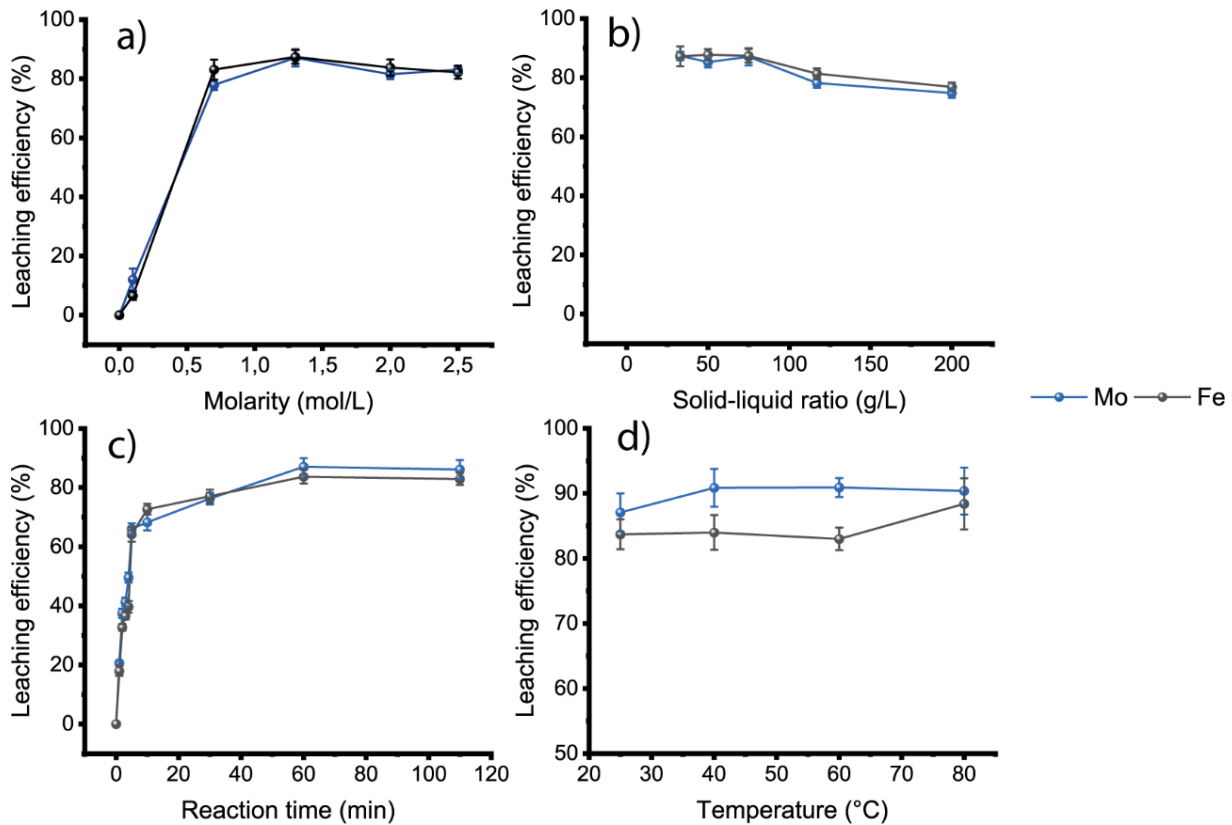 a)
Leaching efficiency (%)
100
80
60
40
20
0
0,0 0,5 1,0 1,5 2,0 2,5
Molarity (mol/L)
b)
Leaching efficiency (%)
100
80
60
40
20
0
0 50 100 150 200
Solid-liquid ratio (g/L)
Mo Fe
c)
Leaching efficiency (%)
100
80
60
40
20
0
0 20 40 60 80 100 120
Reaction time (min)
d)
Leaching efficiency (%)
100
90
80
70
60
50
20 30 40 50 60 70 80
Temperature (°C)